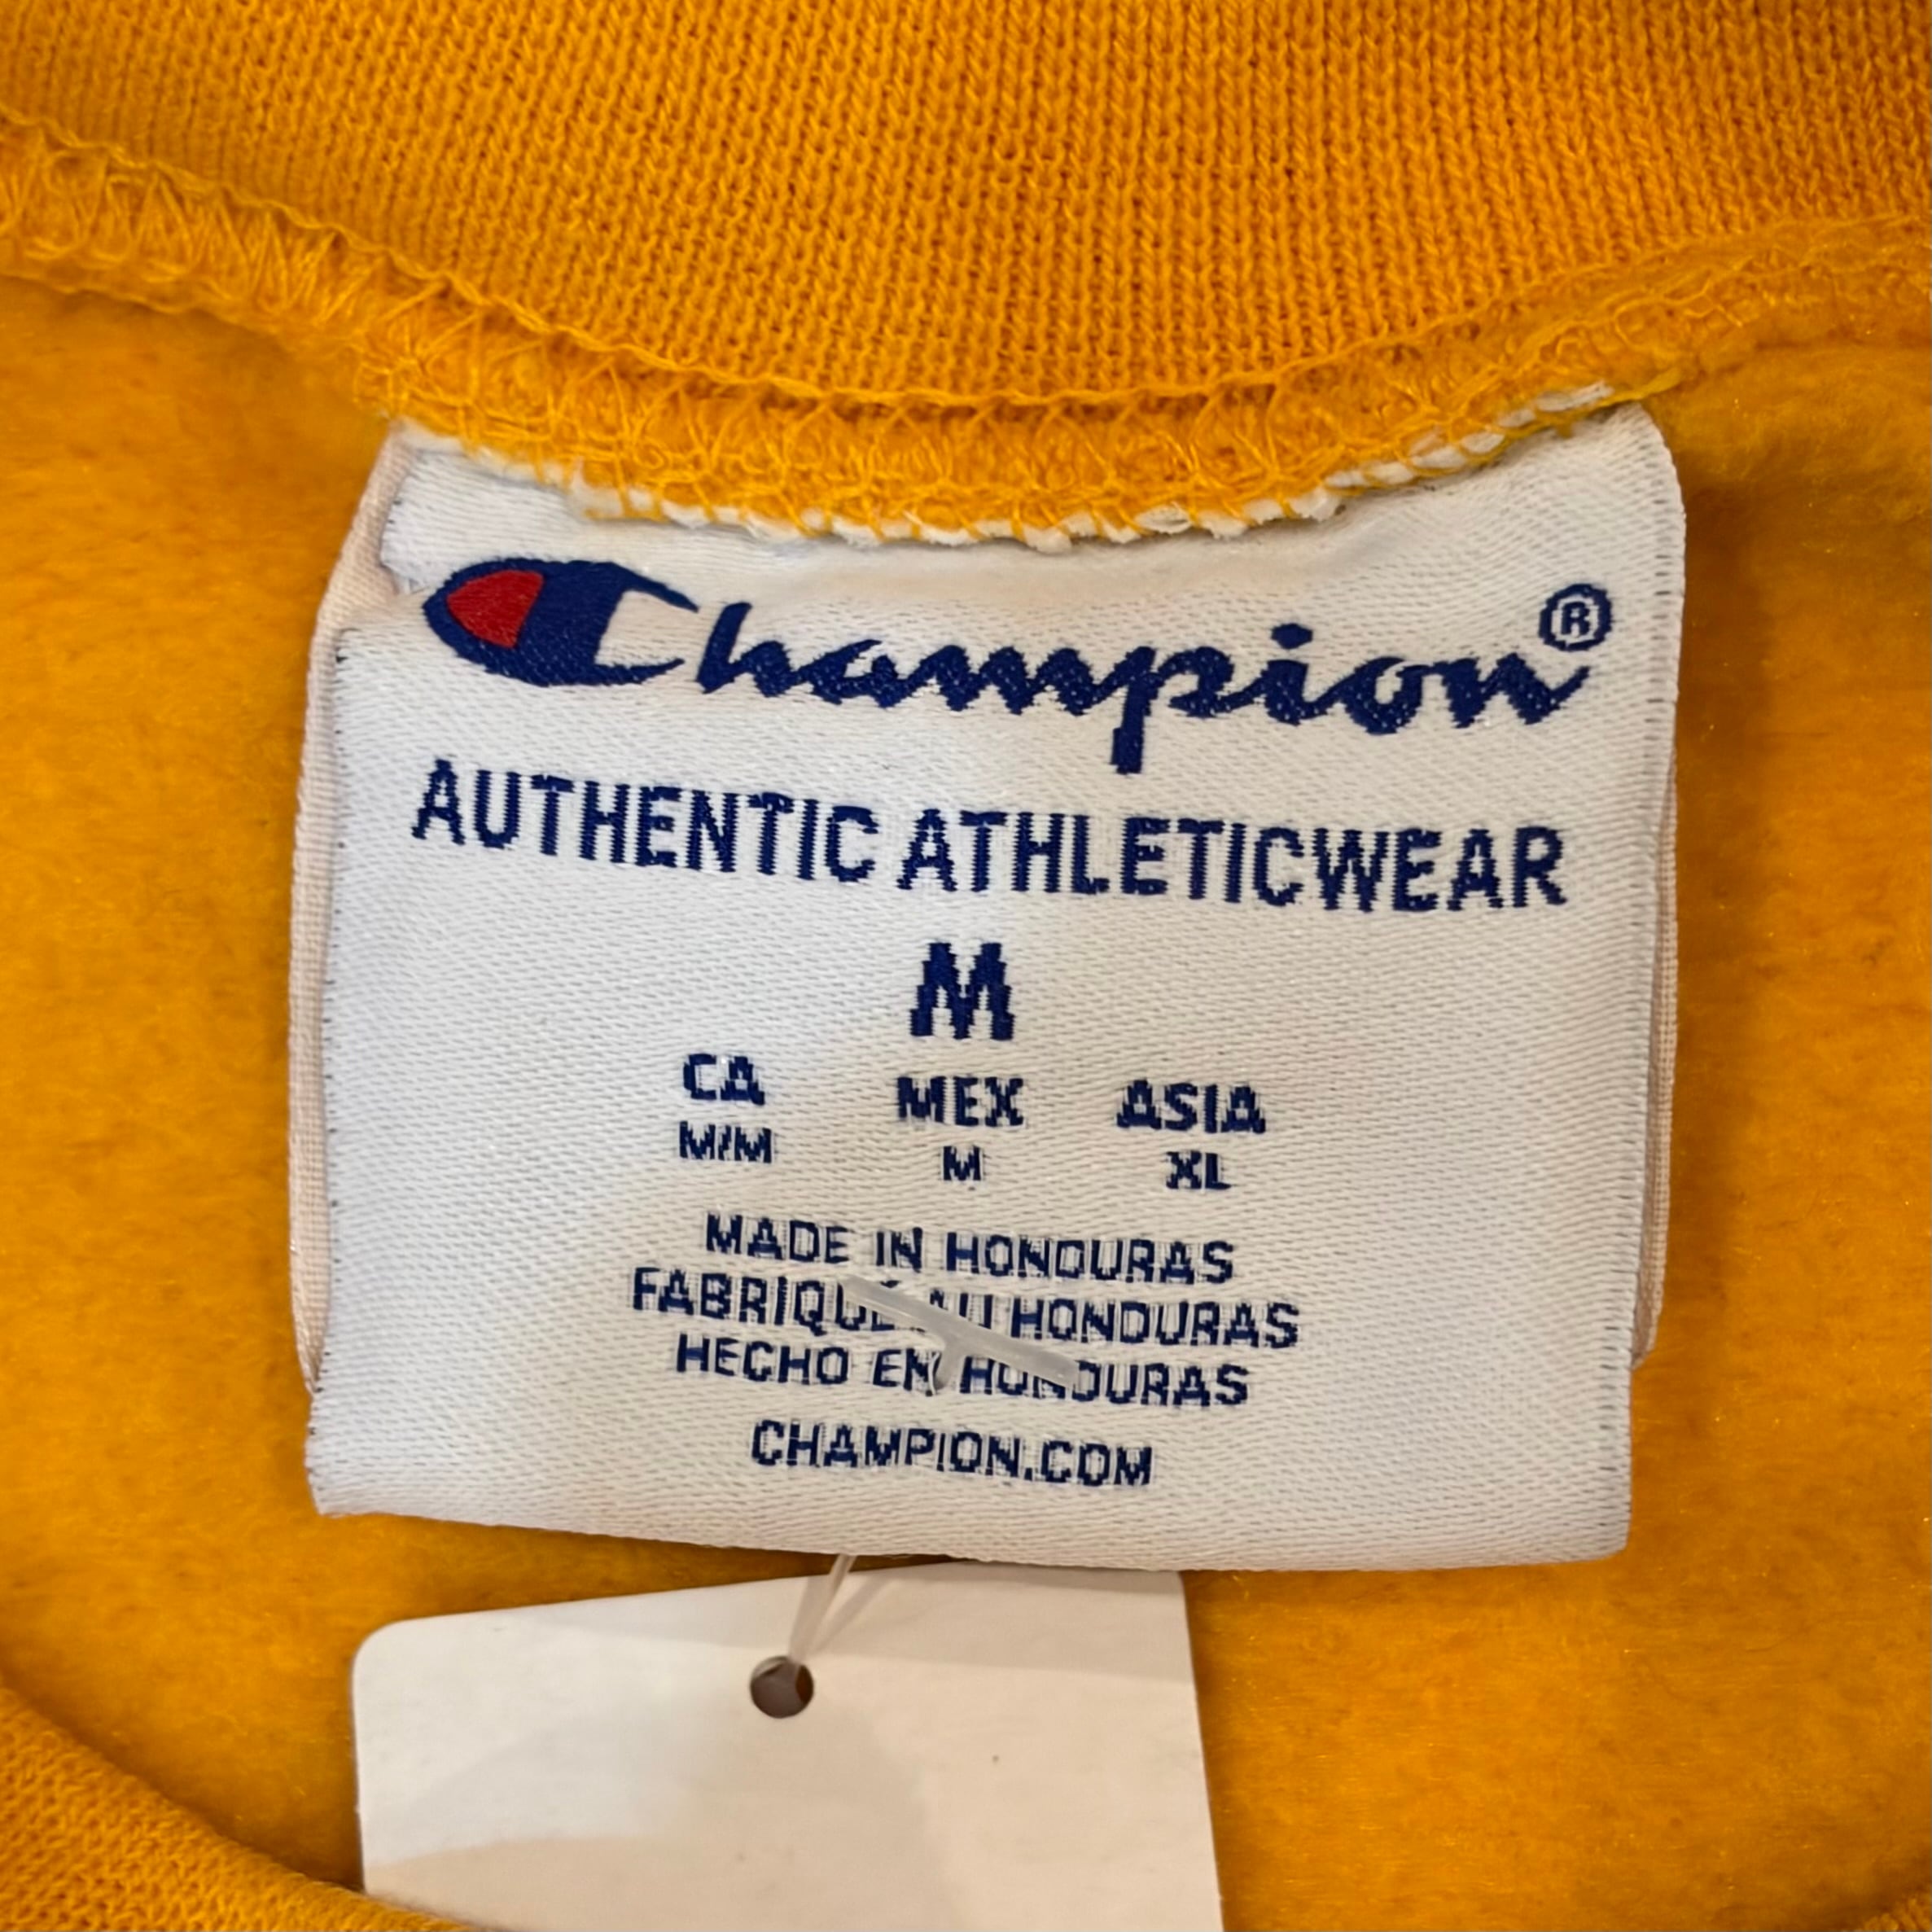 Champion®
AUTHENTIC ATHLETICWEAR
M
CA MEX ASIA
M/M M XL
MADE IN HONDURAS
FABRIQUÉ AU HONDURAS
HECHO EN HONDURAS
CHAMPION.COM